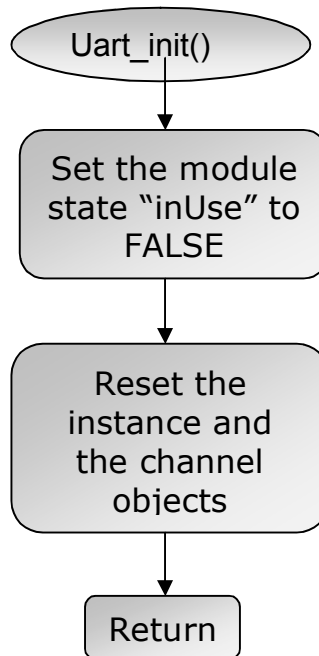 Uart_init()
Set the module
state “inUse” to
FALSE
Reset the
instance and
the channel
objects
Return